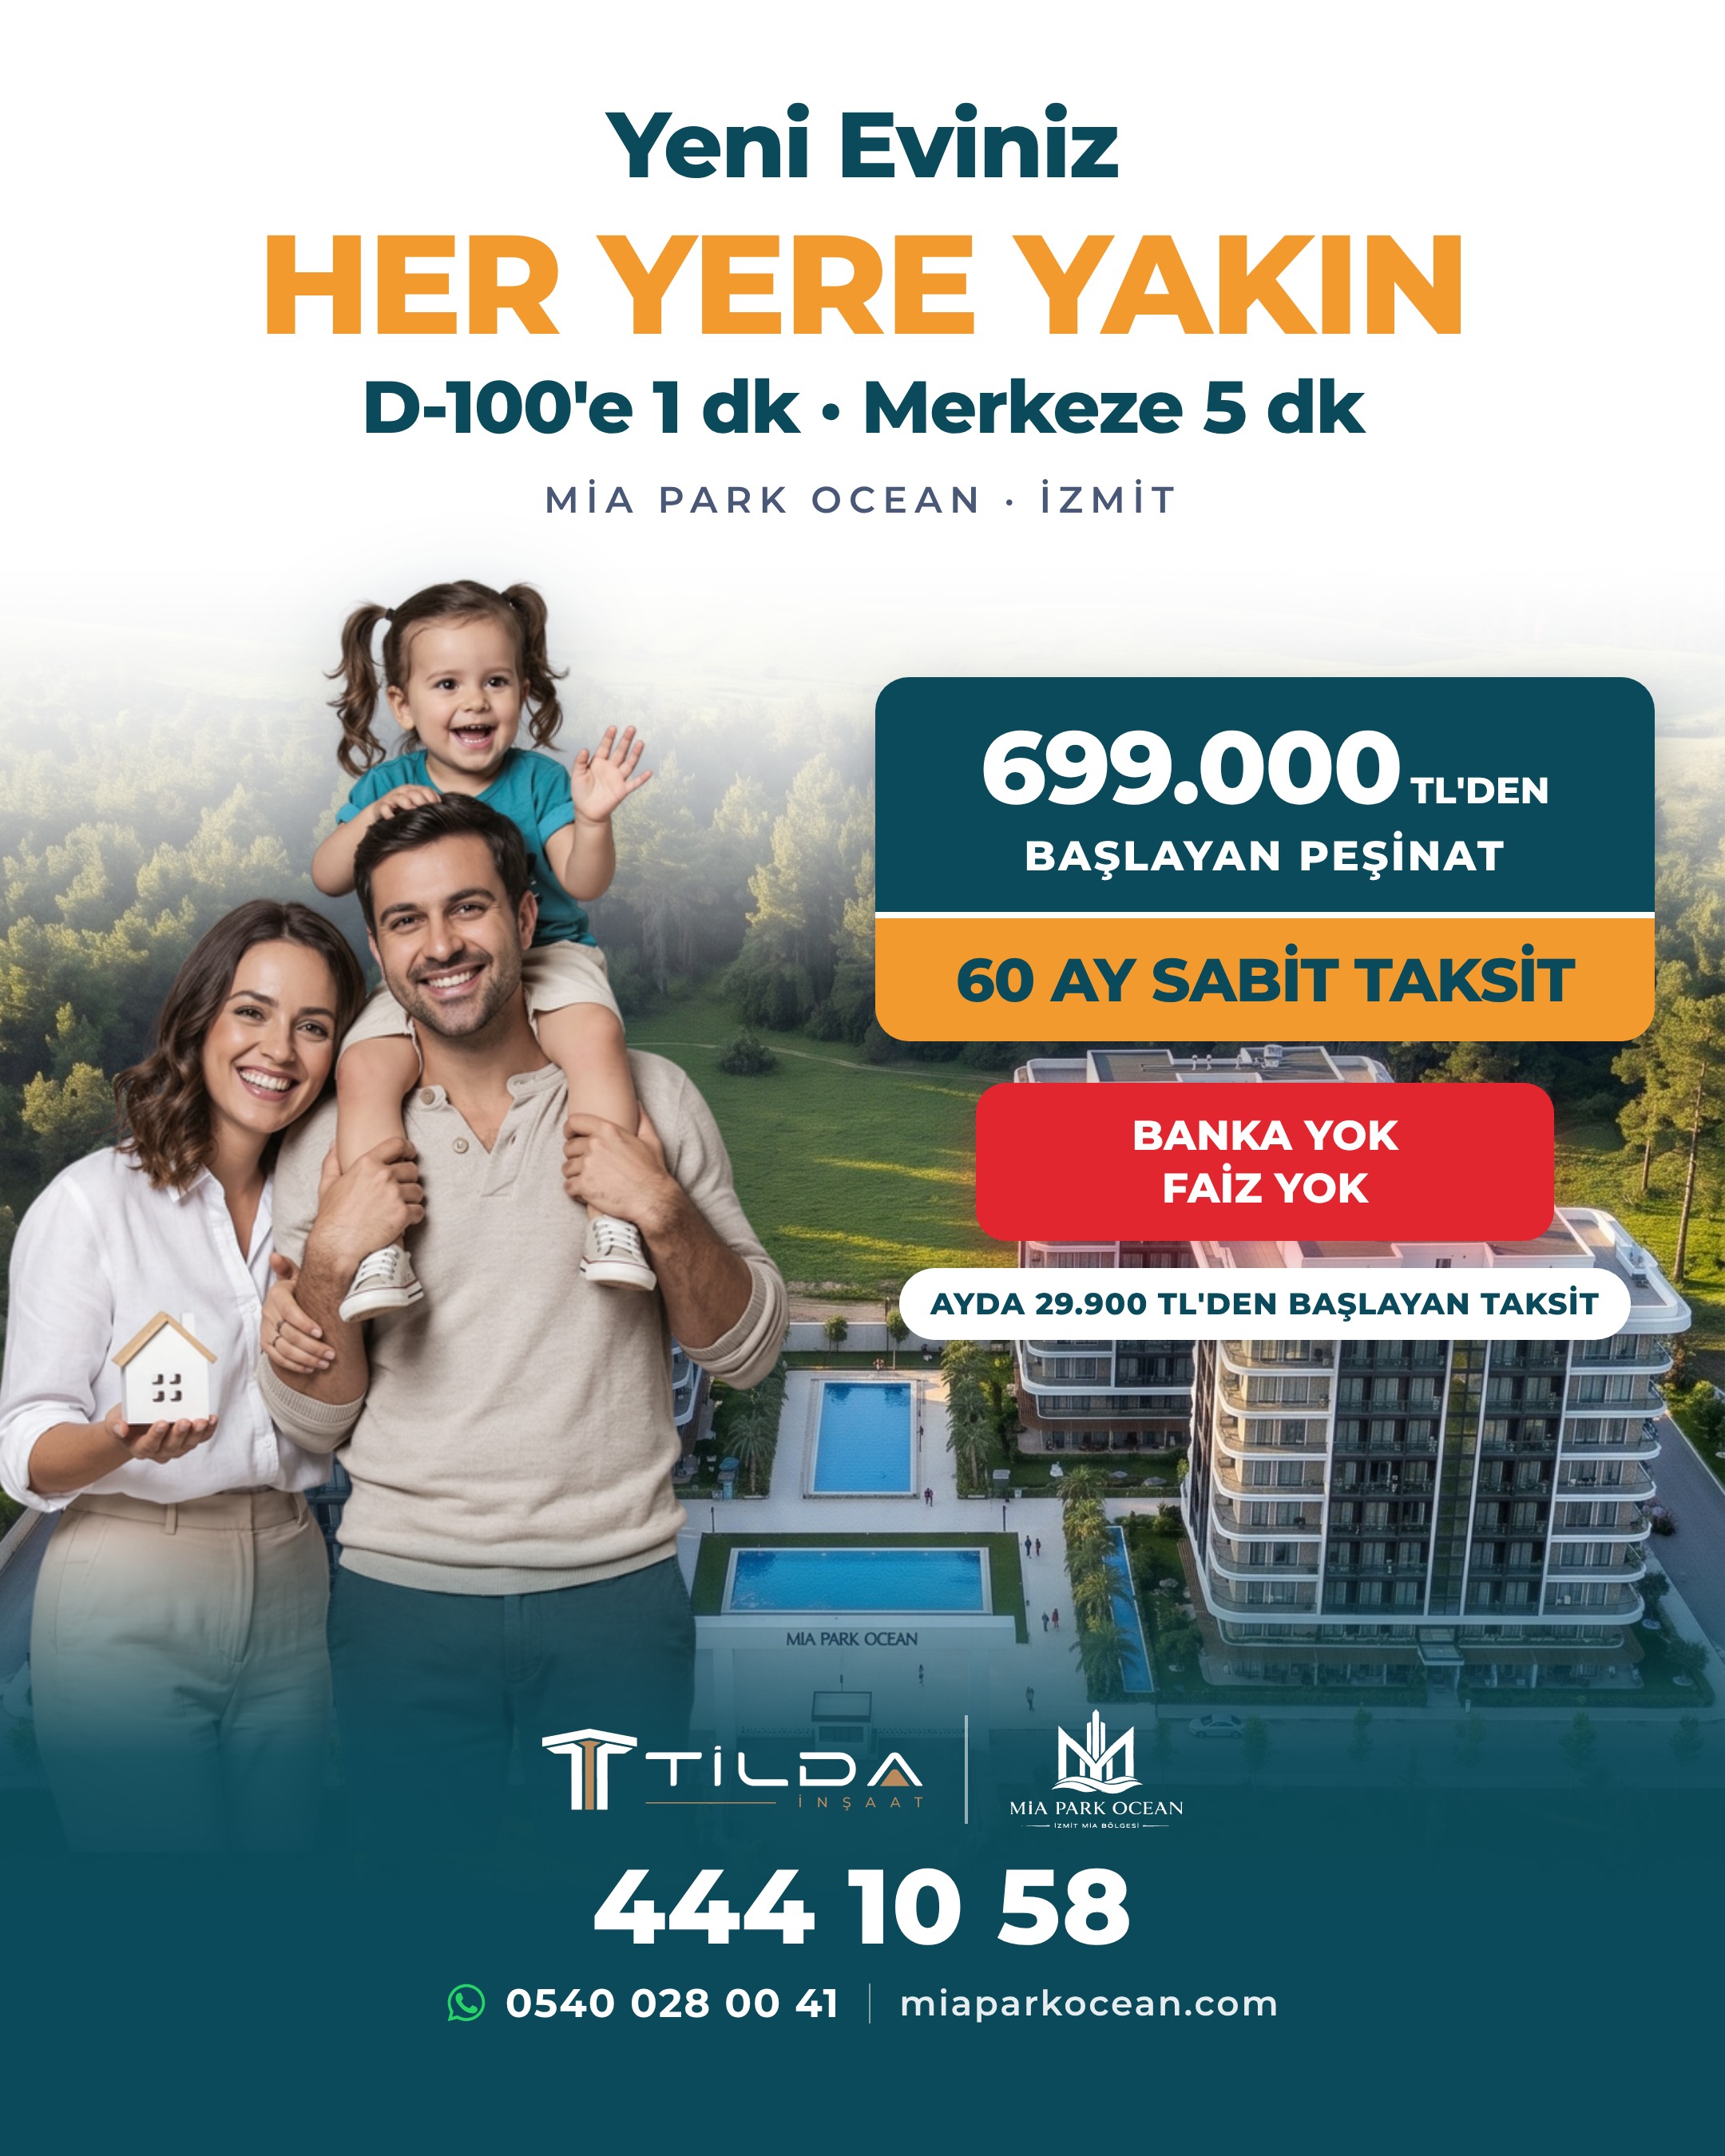 Yeni Eviniz
HER YERE YAKIN
D-100'e 1 dk • Merkeze 5 dk
MİA PARK OCEAN · İZMİT
699.000 TL'DEN
BAŞLAYAN PEŞİNAT
60 AY SABİT TAKSİT
BANKA YOK
FAİZ YOK
AYDA 29.900 TL'DEN BAŞLAYAN TAKSİT
MIA PARK OCEAN
TİLDA
İNŞAAT
MİA PARK OCEAN
İZMİT MİA BÖLGESİ
444 10 58
0540 028 00 41
miaparkocean.com